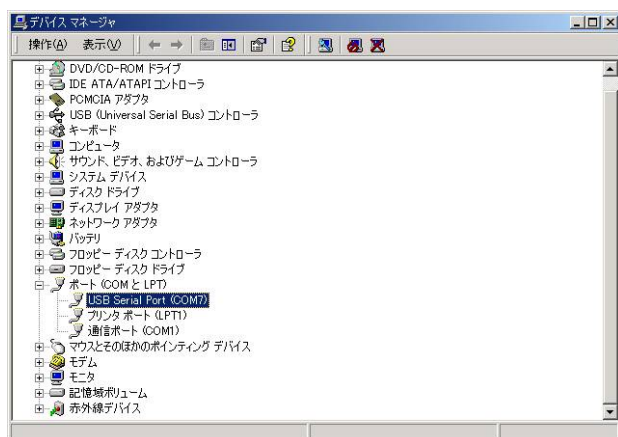 デバイス マネージャ
操作(A) 表示(V)
DVD/CD-ROM ドライブ
IDE ATA/ATAPI コントローラ
PCMCIA アダプタ
USB (Universal Serial Bus) コントローラ
キーボード
コンピュータ
サウンド、ビデオ、およびゲーム コントローラ
システム デバイス
ディスク ドライブ
ディスプレイ アダプタ
ネットワーク アダプタ
バッテリ
フロッピー ディスク コントローラ
フロッピー ディスク ドライブ
ポート (COM と LPT)
USB Serial Port (COM7)
プリンタ ポート (LPT1)
通信ポート (COM1)
マウスとそのほかのポインティング デバイス
モデム
モニタ
記憶域ボリューム
赤外線デバイス